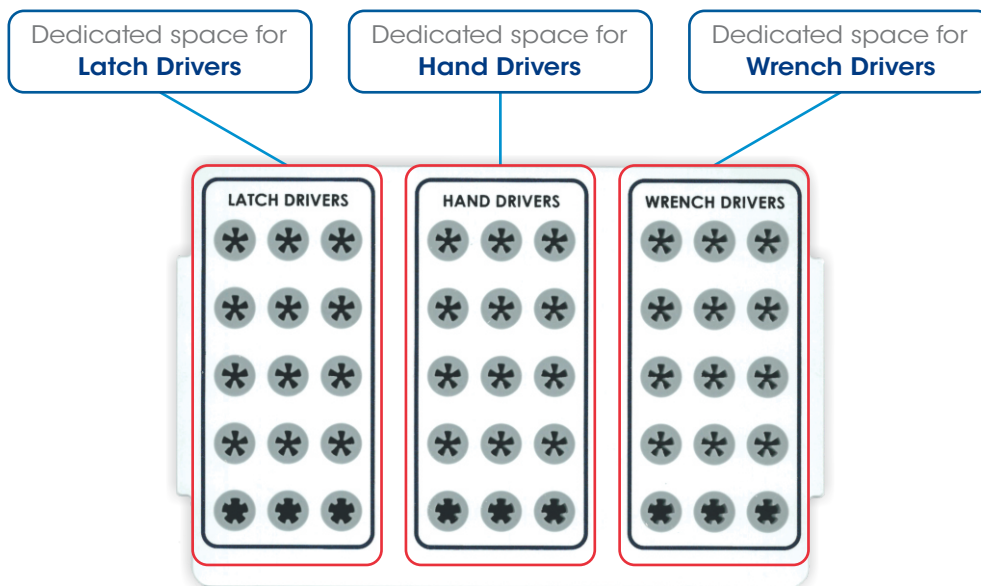 Dedicated space for
Latch Drivers
Dedicated space for
Hand Drivers
Dedicated space for
Wrench Drivers
LATCH DRIVERS
HAND DRIVERS
WRENCH DRIVERS